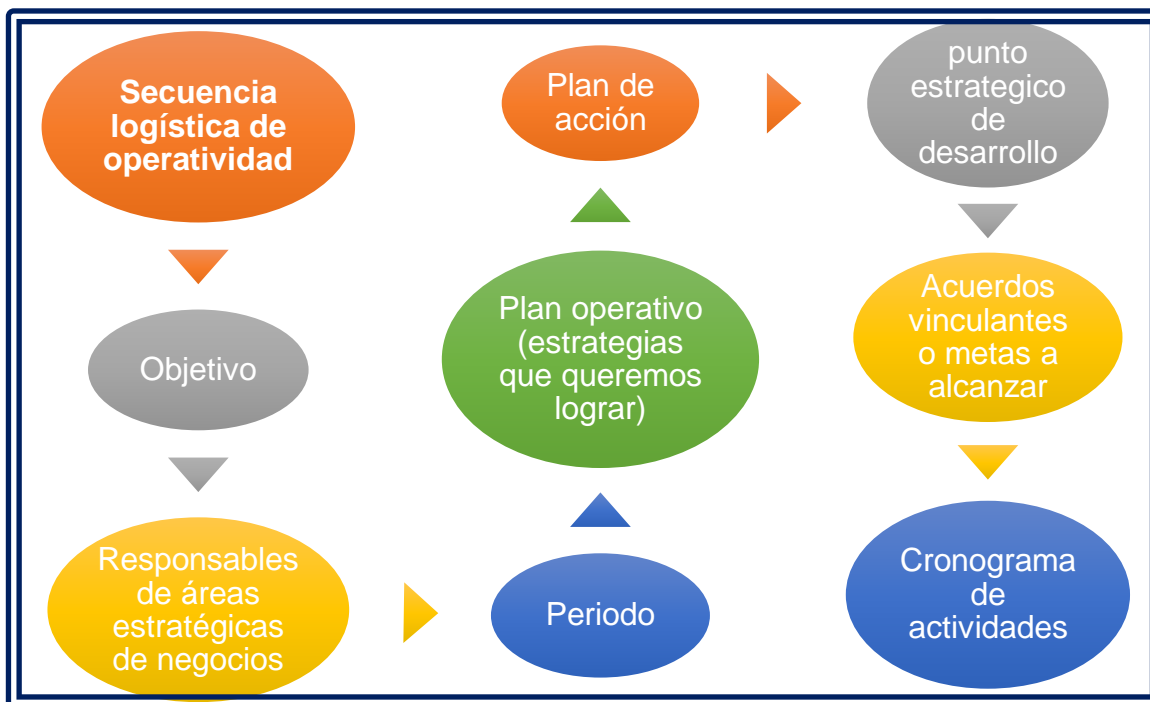 Secuencia
logística de
operatividad
Objetivo
Responsables
de áreas
estratégicas
de negocios
Periodo
Plan operativo
(estrategias
que queremos
lograr)
Plan de
acción
punto
estrategico
de
desarrollo
Acuerdos
vinculantes
o metas a
alcanzar
Cronograma
de
actividades